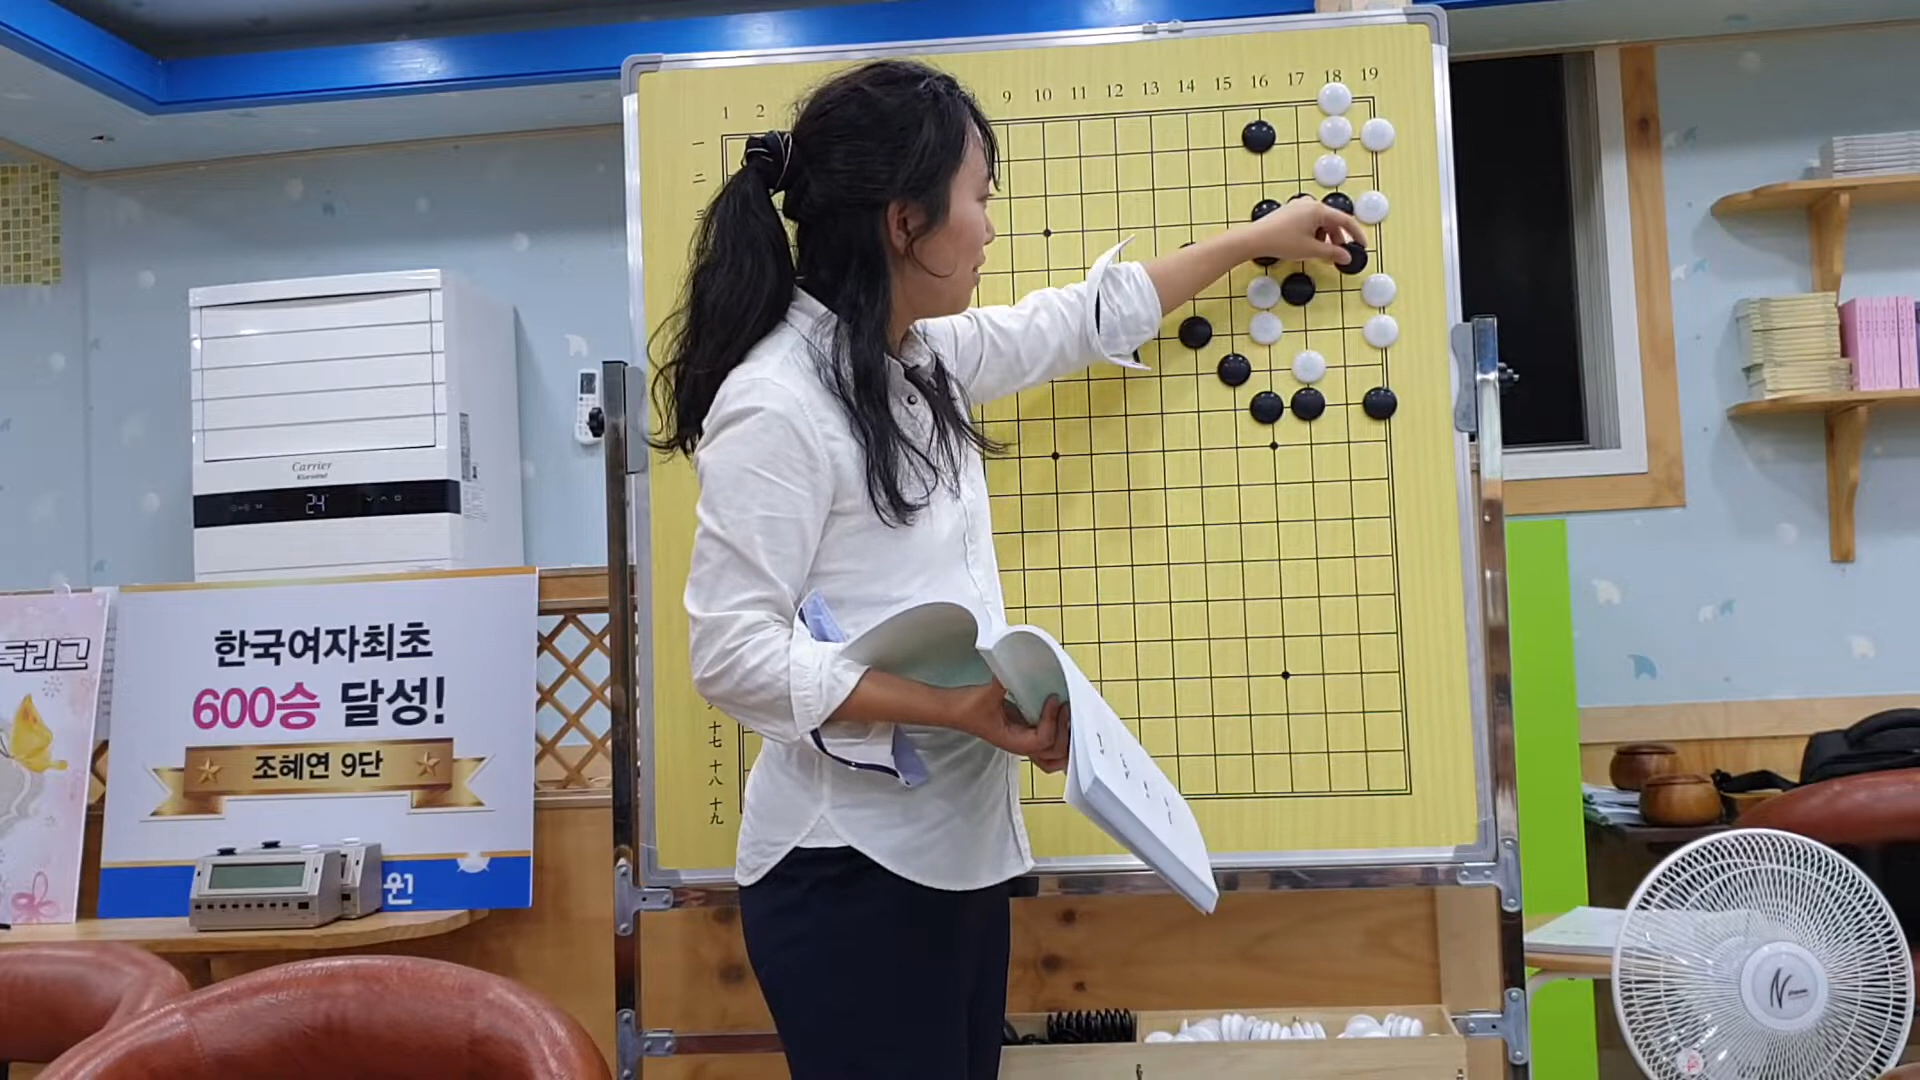 1 2 9 10 11 12 13 14 15 16 17 18 19
一
二
三
十七
十八
十九
Carrier
24
독리그
한국여자최초
600승 달성!
조혜연 9단
원